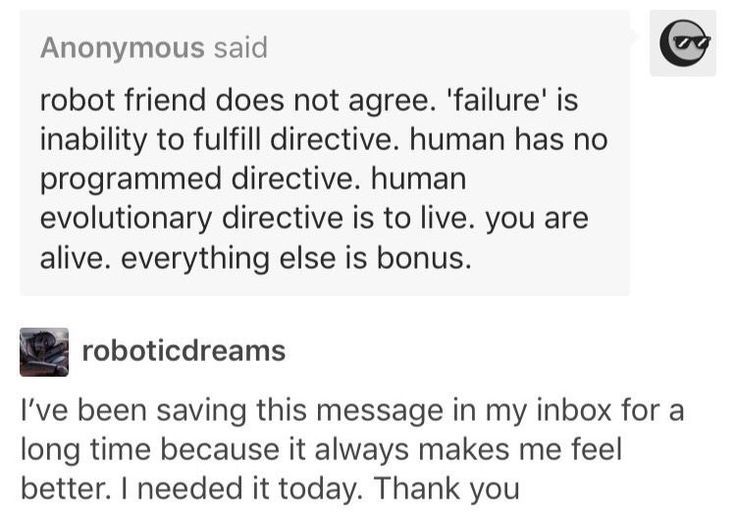 Anonymous said
robot friend does not agree. 'failure' is
inability to fulfill directive. human has no
programmed directive. human
evolutionary directive is to live. you are
alive. everything else is bonus.
roboticdreams
I’ve been saving this message in my inbox for a
long time because it always makes me feel
better. I needed it today. Thank you